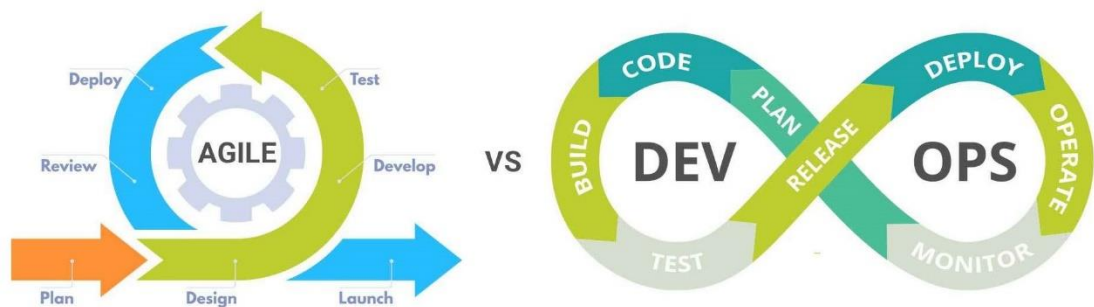 Deploy
Test
AGILE
Review
Develop
Plan
Design
Launch
VS
CODE
PLAN
BUILD
DEV
TEST
RELEASE
DEPLOY
OPS
OPERATE
MONITOR